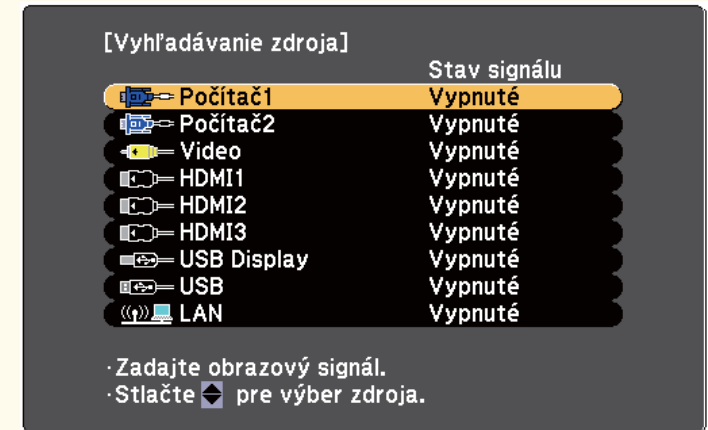 [Vyhľadávanie zdroja]
Stav signálu
Počítač1 Vypnuté
Počítač2 Vypnuté
Video Vypnuté
HDMI1 Vypnuté
HDMI2 Vypnuté
HDMI3 Vypnuté
USB Display Vypnuté
USB Vypnuté
LAN Vypnuté
·Zadajte obrazový signál.
·Stlačte pre výber zdroja.